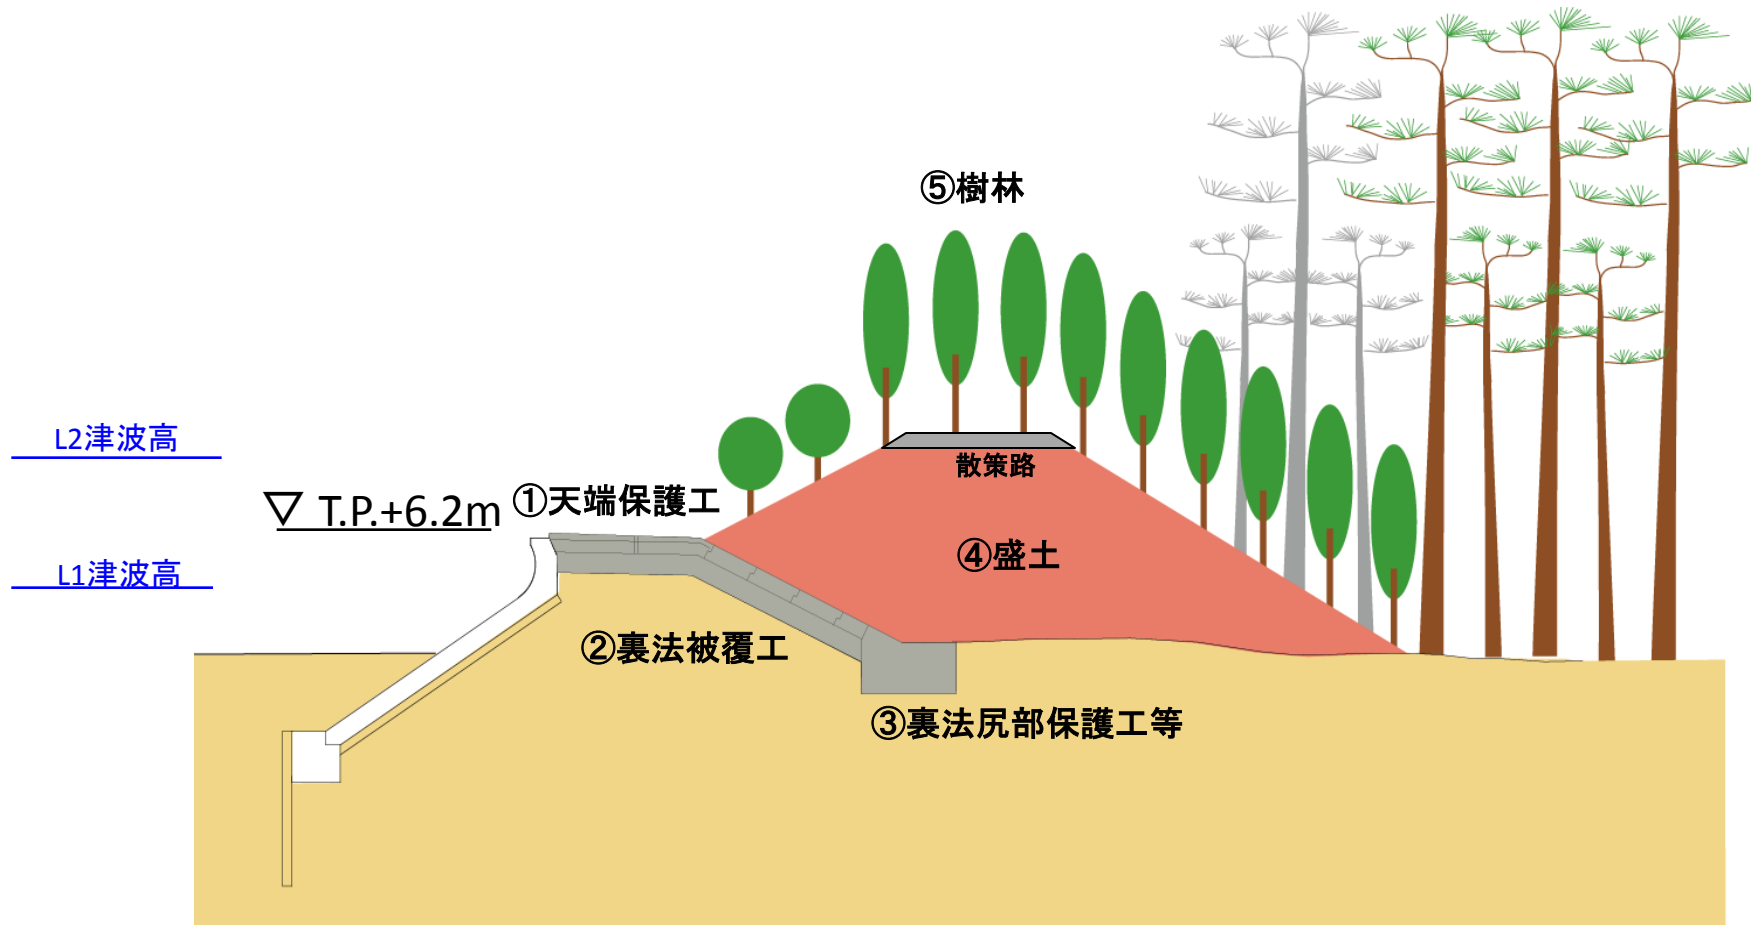 ⑤樹林
L2津波高
散策路
▽ T.P.+6.2m
①天端保護工
④盛土
L1津波高
②裏法被覆工
③裏法尻部保護工等